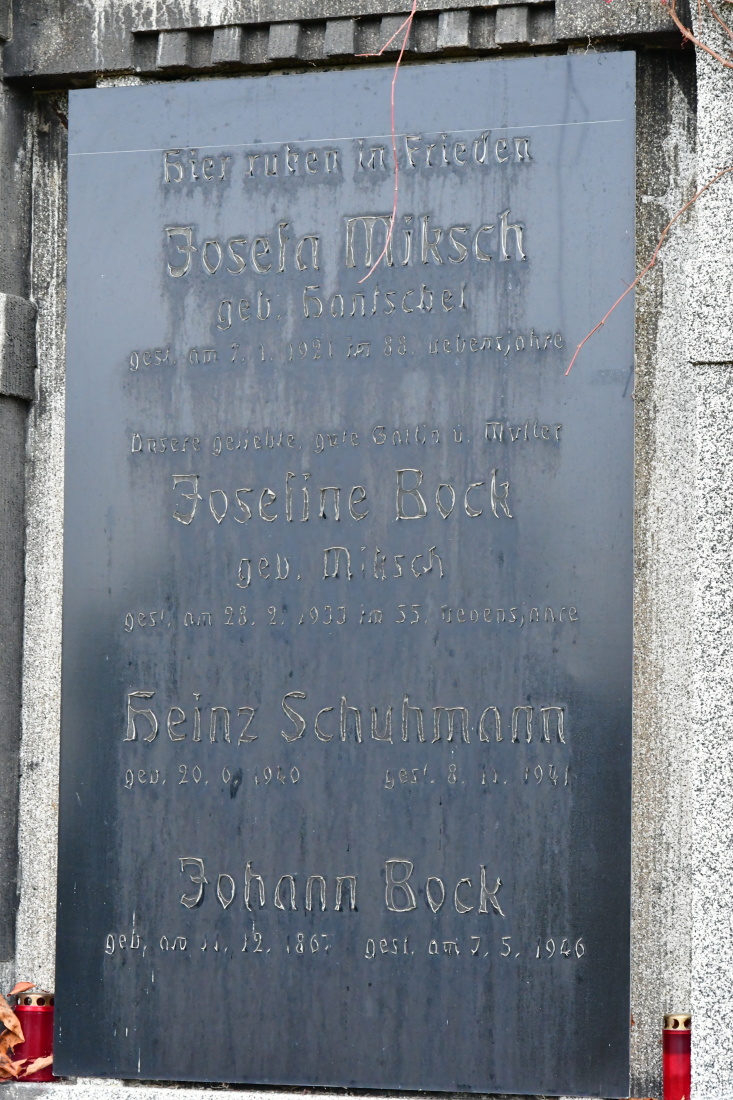 Hier ruhen in Frieden
Josefa Miksch
geb. Hantschel
gest. am 7. 1. 1921 im 88. Lebensjahre
Unsere geliebte, gute Gattin u. Mutter
Josefine Bock
geb. Miksch
gest. am 28. 2. 1933 im 55. Lebensjahre
Heinz Schuhmann
geb. 20. 6. 1940 gest. 8. 11. 1941
Johann Bock
geb. am 11. 12. 1867 gest. am 7. 5. 1946